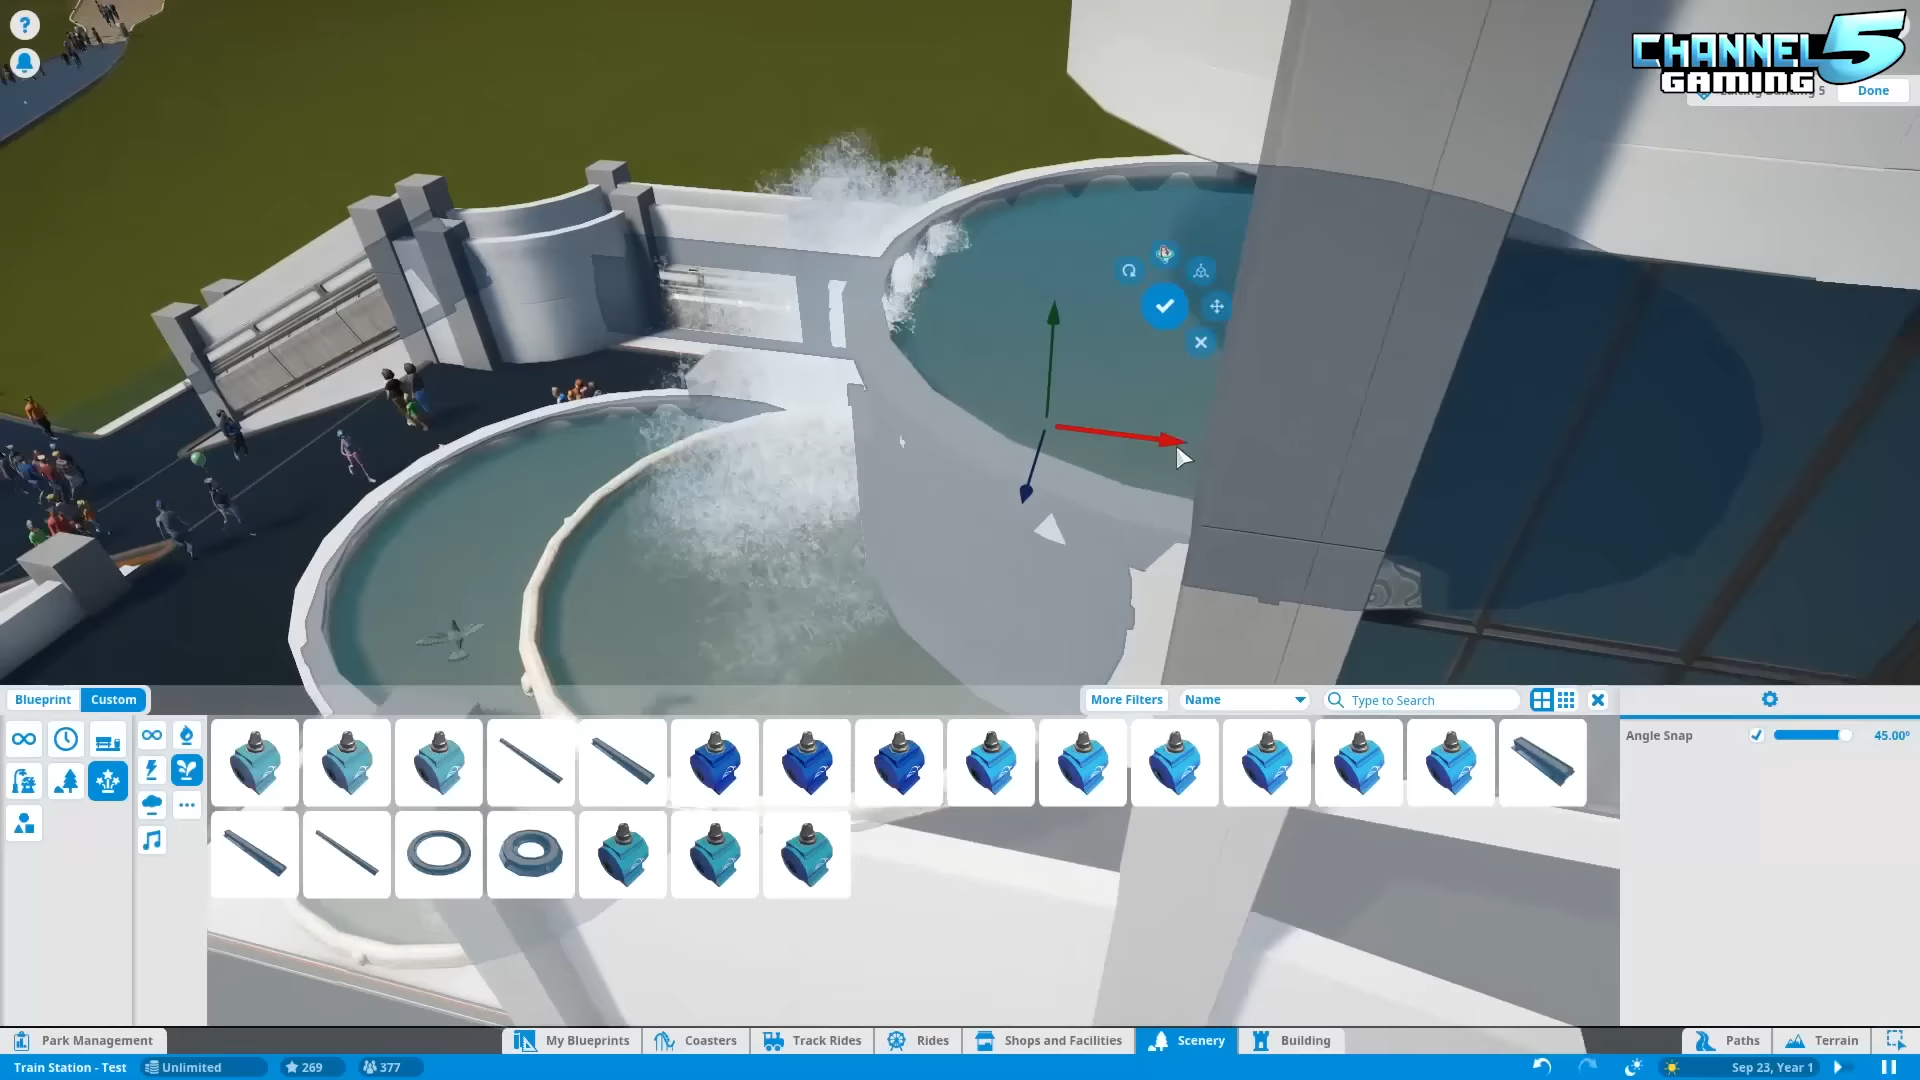 ?
CHANNEL 5
GAMING
5
Done
Blueprint
Custom
More Filters
Name
Type to Search
Angle Snap
45.00°
Park Management
My Blueprints
Coasters
Track Rides
Rides
Shops and Facilities
Scenery
Building
Paths
Terrain
Train Station - Test
Unlimited
269
377
Sep 23, Year 1